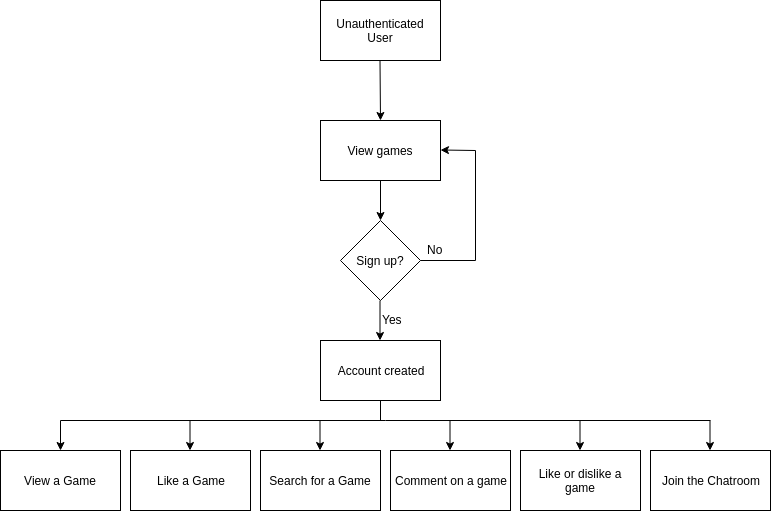 Unauthenticated
User
View games
No
Sign up?
Yes
Account created
View a Game
Like a Game
Search for a Game
Comment on a game
Like or dislike a
game
Join the Chatroom